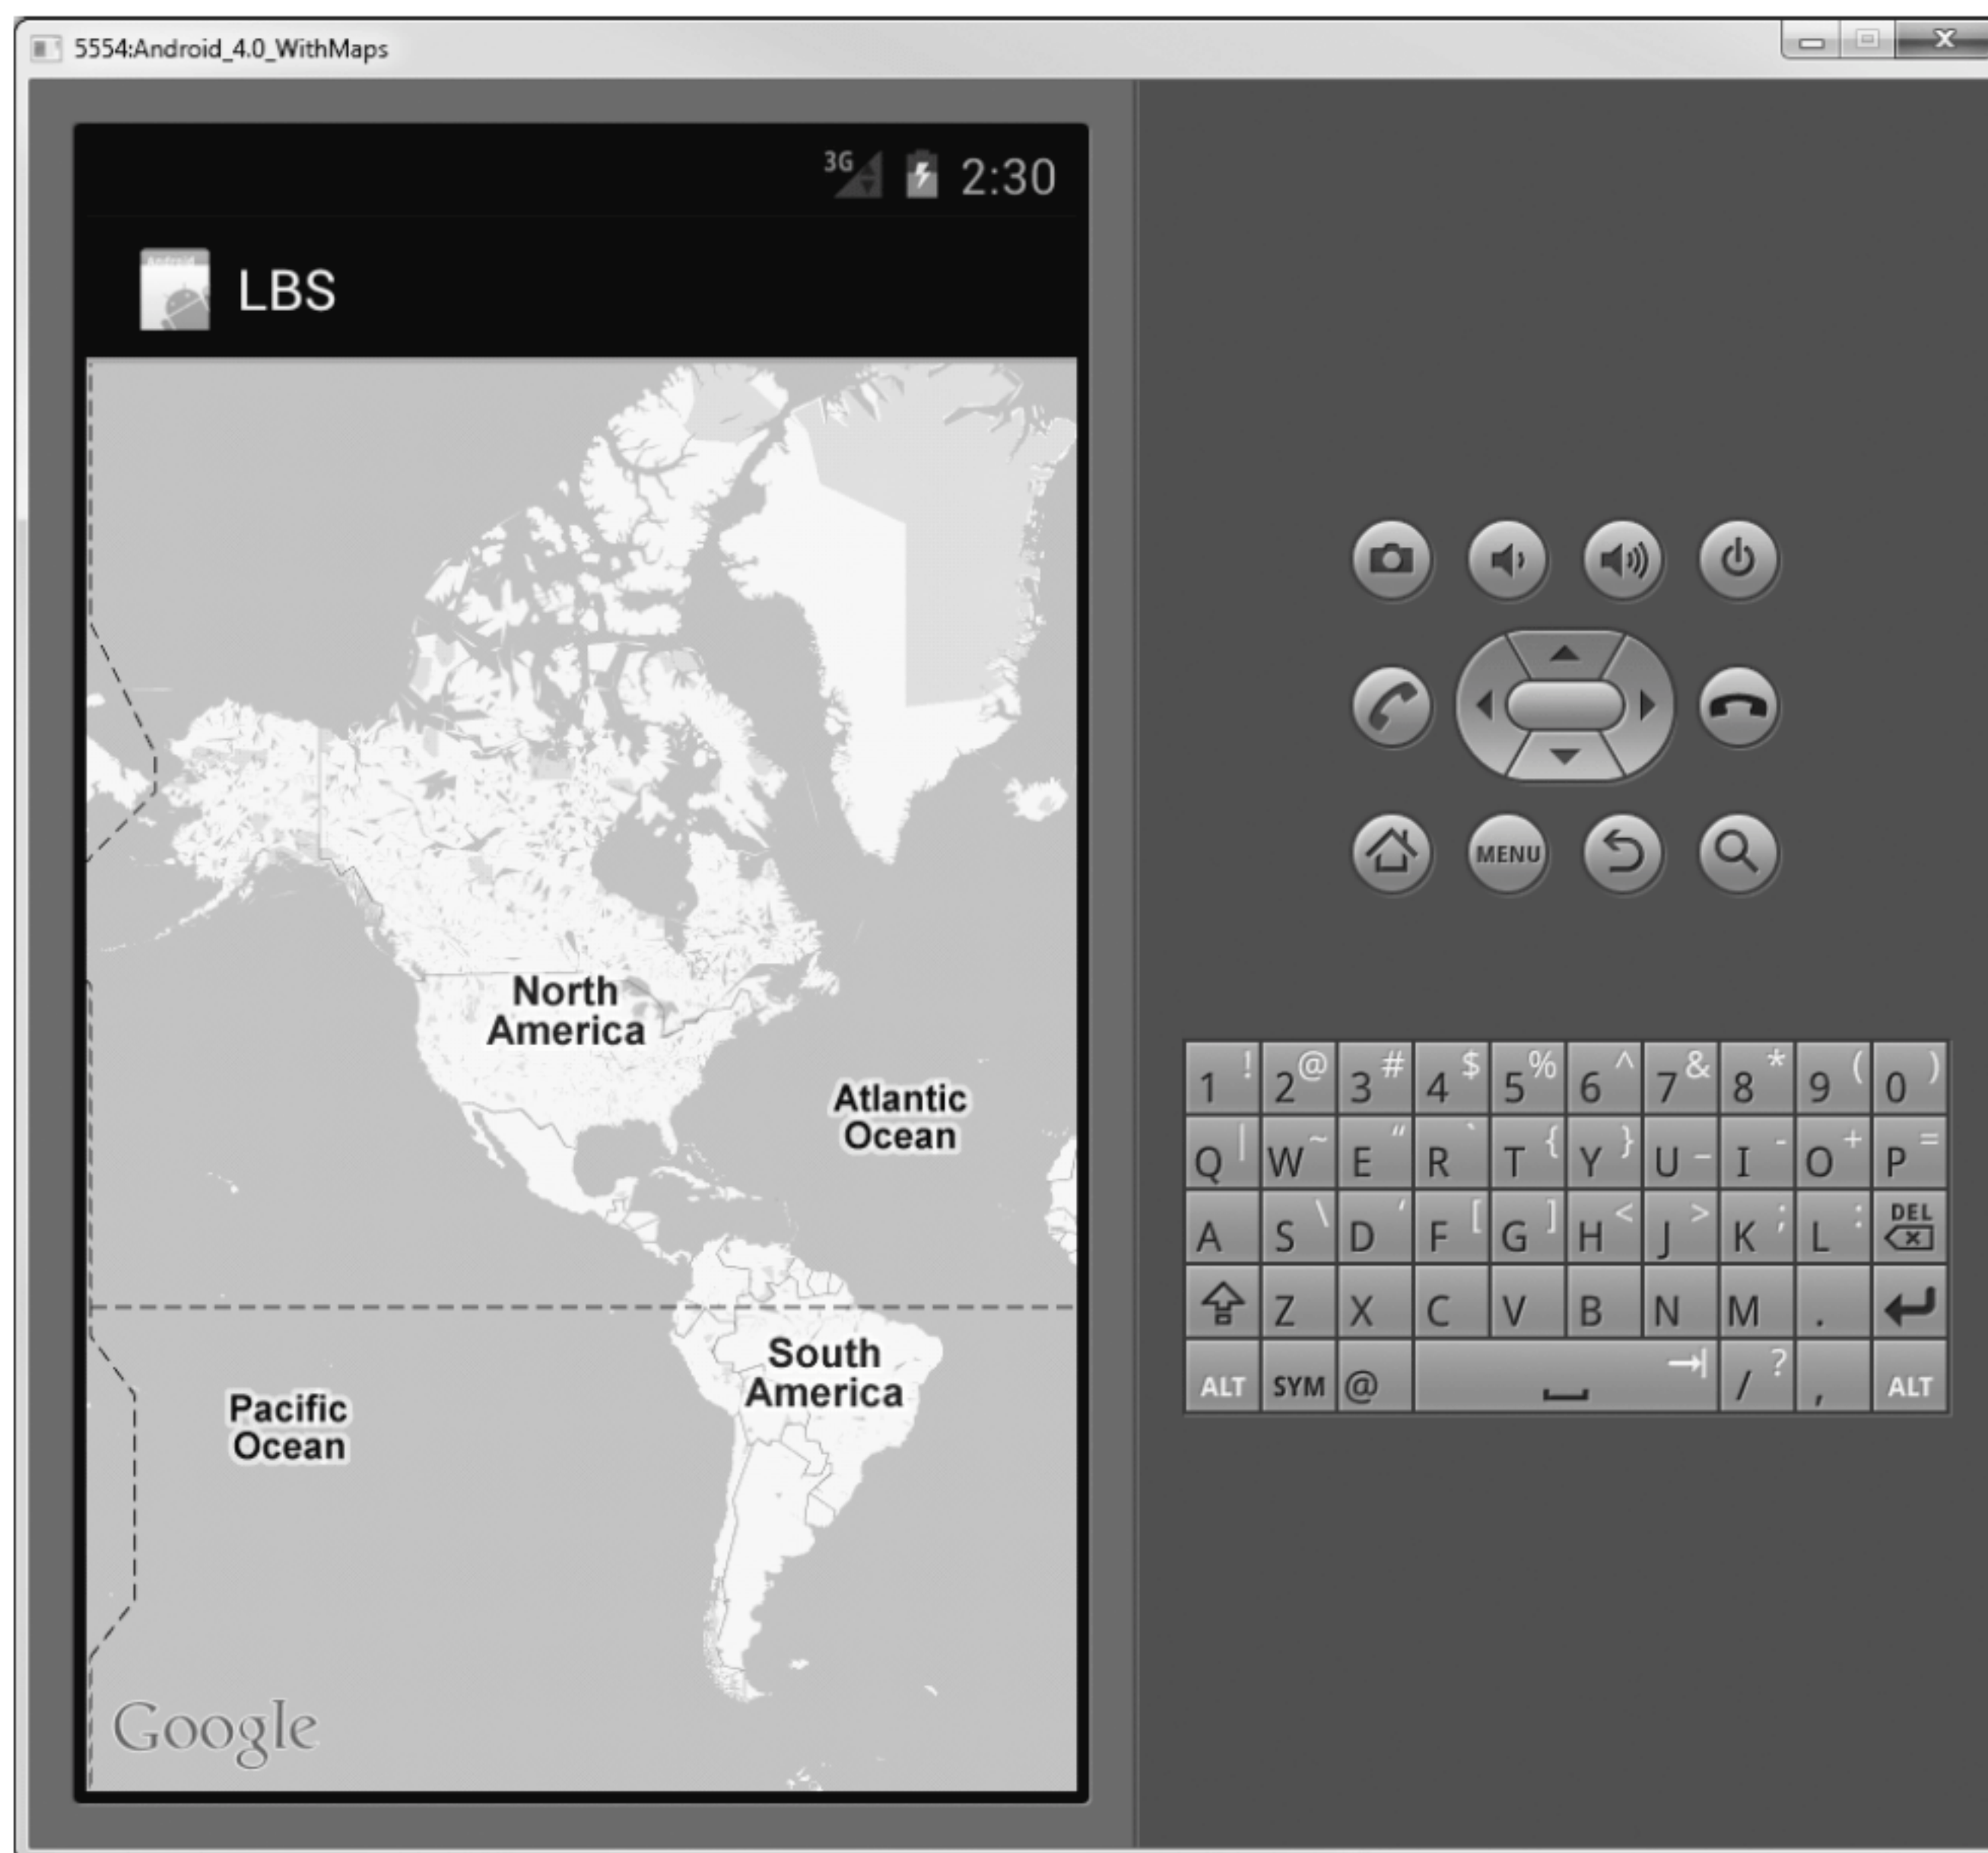 5554:Android_4.0_WithMaps
3G 2:30
Android
LBS
North
America
Atlantic
Ocean
South
America
Pacific
Ocean
Google
MENU
1 ! 2 @ 3 # 4 $ 5 % 6 ^ 7 & 8 * 9 ( 0 )
Q | W ~ E “ R ` T { Y } U _ I - O + P =
A S \ D ‘ F [ G ] H < J > K ; L : DEL
Z X C V B N M .
ALT SYM @ / ? , ALT